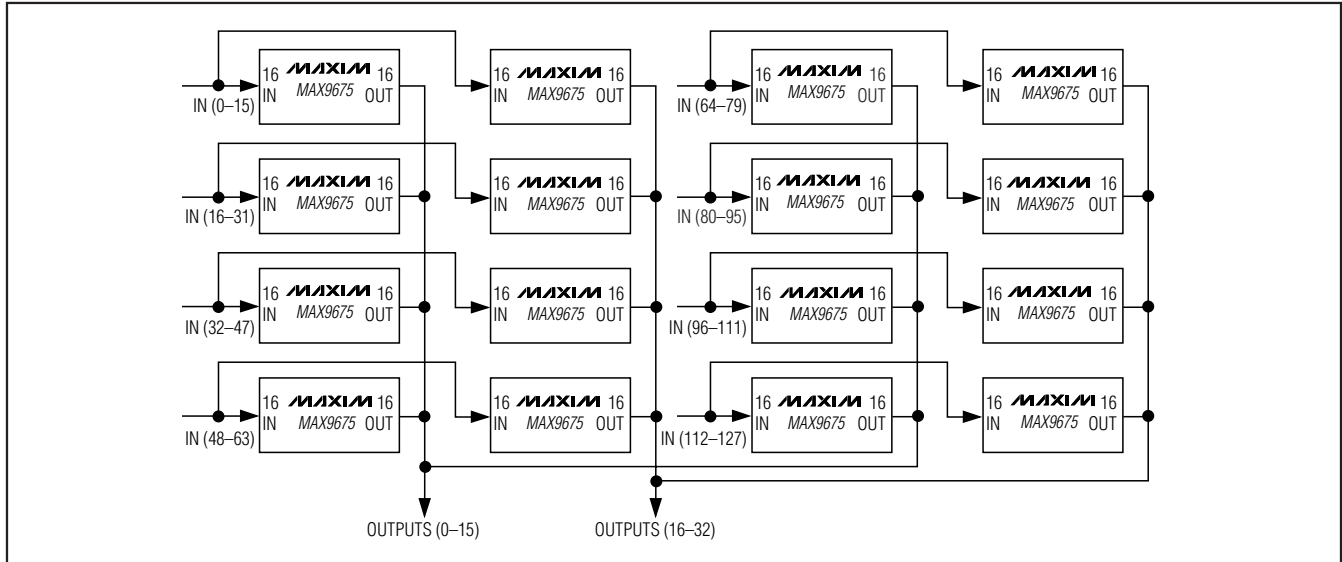 16 MAXIM 16
IN MAX9675 OUT
IN (0–15)
16 MAXIM 16
IN MAX9675 OUT
16 MAXIM 16
IN MAX9675 OUT
IN (64–79)
16 MAXIM 16
IN MAX9675 OUT
16 MAXIM 16
IN MAX9675 OUT
IN (16–31)
16 MAXIM 16
IN MAX9675 OUT
16 MAXIM 16
IN MAX9675 OUT
IN (80–95)
16 MAXIM 16
IN MAX9675 OUT
16 MAXIM 16
IN MAX9675 OUT
IN (32–47)
16 MAXIM 16
IN MAX9675 OUT
16 MAXIM 16
IN MAX9675 OUT
IN (96–111)
16 MAXIM 16
IN MAX9675 OUT
16 MAXIM 16
IN MAX9675 OUT
IN (48–63)
16 MAXIM 16
IN MAX9675 OUT
16 MAXIM 16
IN MAX9675 OUT
IN (112–127)
16 MAXIM 16
IN MAX9675 OUT
OUTPUTS (0–15)
OUTPUTS (16–32)